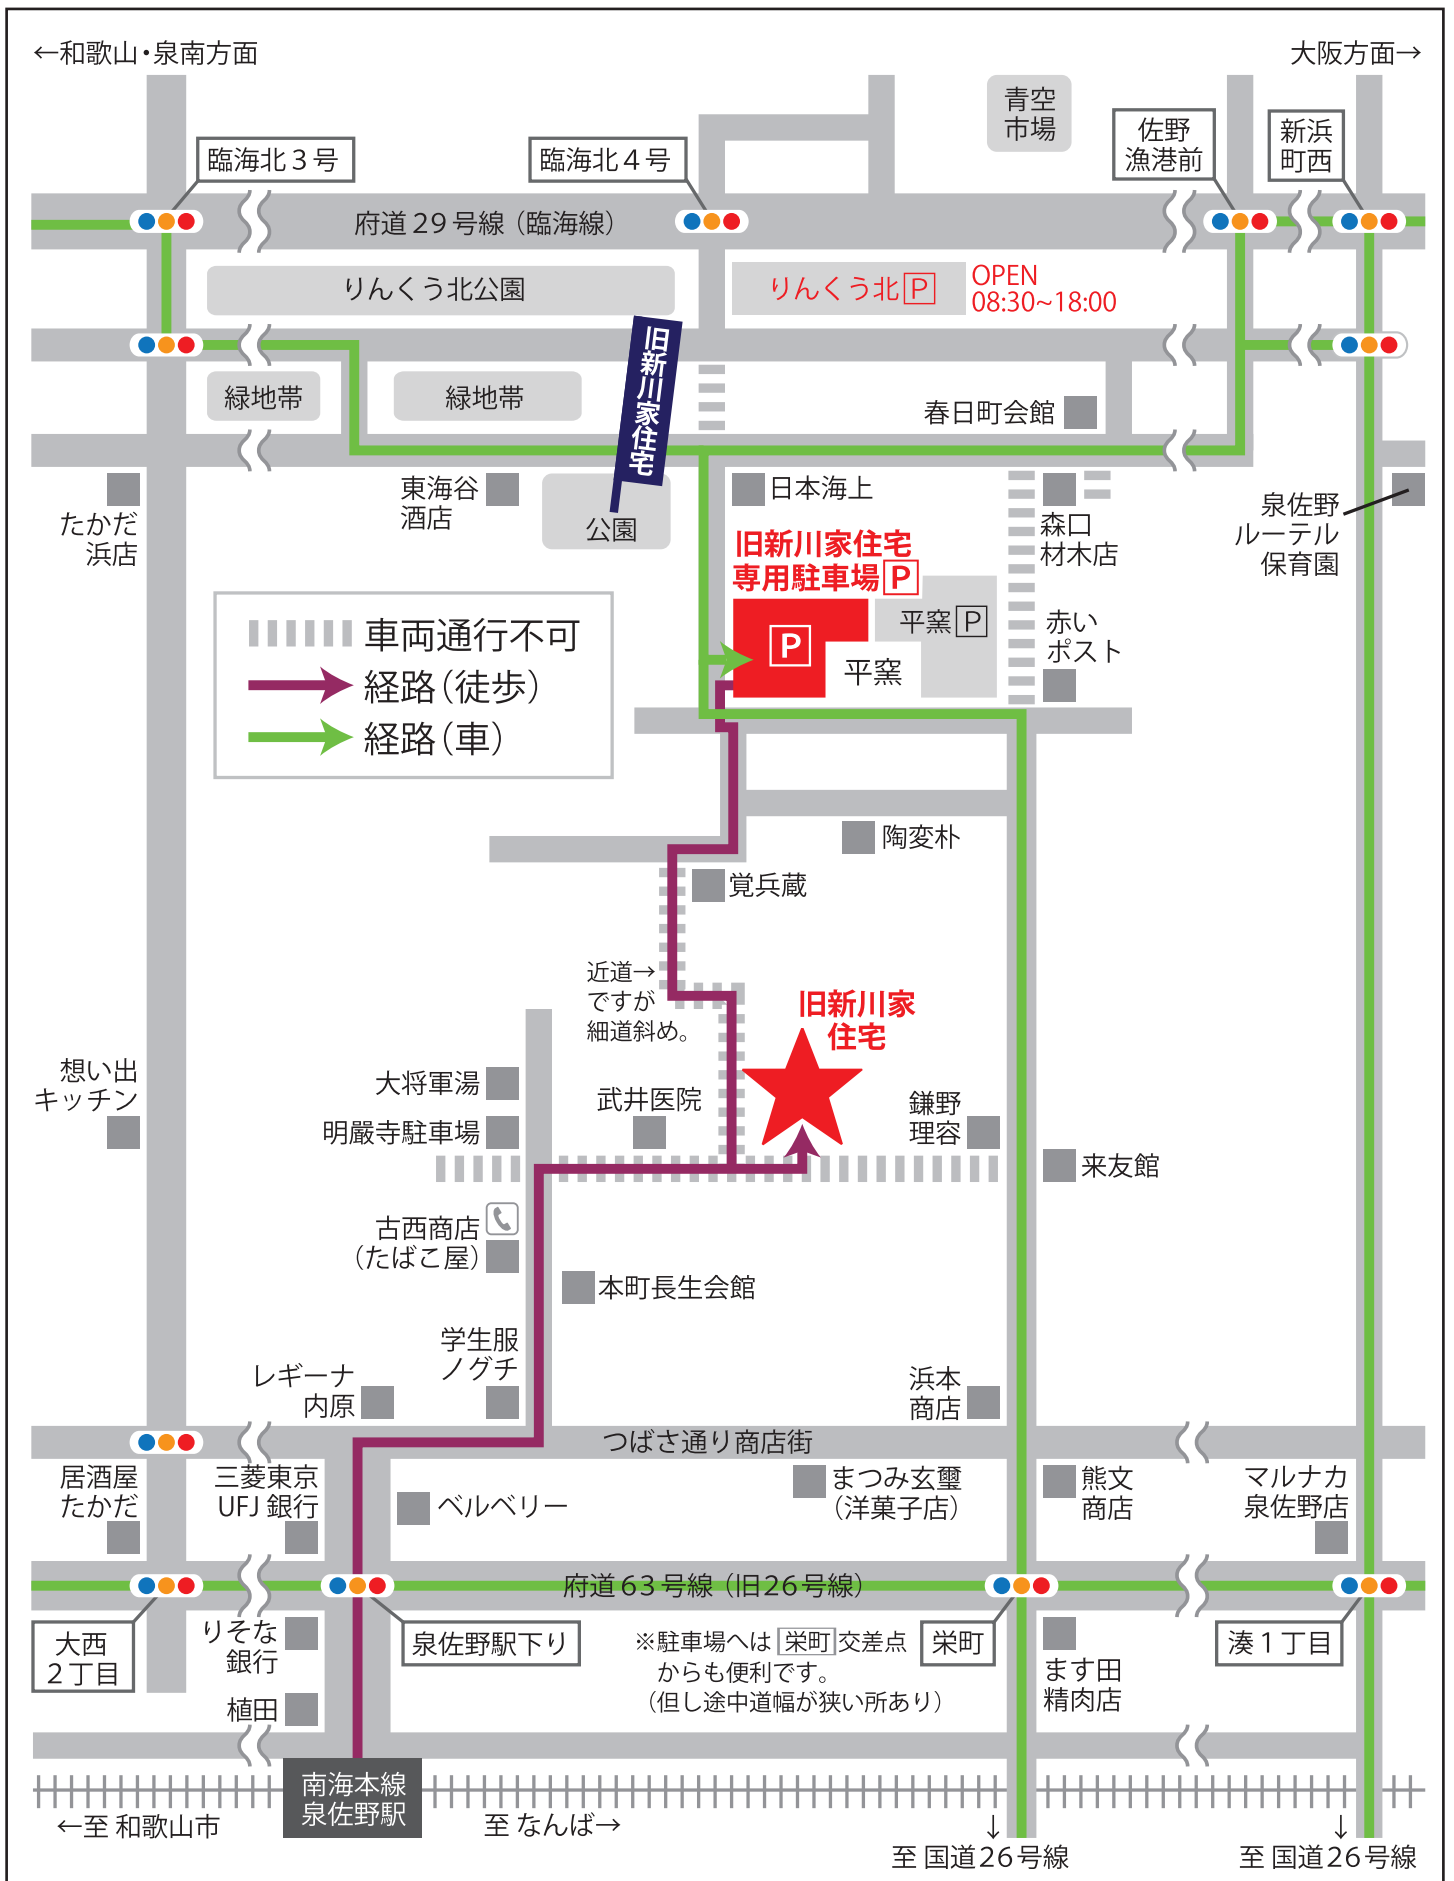 ←和歌山・泉南方面
大阪方面→
青空
市場
佐野
漁港前
新浜
町西
臨海北3号
臨海北4号
府道29号線（臨海線）
りんくう北公園
りんくう北 P
OPEN
08:30~18:00
旧新川家住宅
緑地帯
緑地帯
春日町会館
たかだ
浜店
東海谷
酒店
公園
日本海上
森口
材木店
泉佐野
ルーテル
保育園
旧新川家住宅
専用駐車場 P
P
平窯 P
平窯
赤い
ポスト
車両通行不可
経路（徒歩）
経路（車）
陶変朴
覚兵蔵
近道→
ですが
細道斜め。
旧新川家
住宅
想い出
キッチン
大将軍湯
明厳寺駐車場
武井医院
鎌野
理容
来友館
古西商店
（たばこ屋）
本町長生会館
学生服
ノグチ
レギーナ
内原
浜本
商店
つばさ通り商店街
居酒屋
たかだ
三菱東京
UFJ 銀行
ベルベリー
まつみ玄璽
（洋菓子店）
熊文
商店
マルナカ
泉佐野店
府道63号線（旧26号線）
大西
2丁目
りそな
銀行
植田
泉佐野駅下り
※駐車場へは 栄町 交差点
からも便利です。
（但し途中道幅が狭い所あり）
栄町
ます田
精肉店
湊1丁目
南海本線
泉佐野駅
←至 和歌山市
至 なんば→
↓
至 国道26号線
↓
至 国道26号線